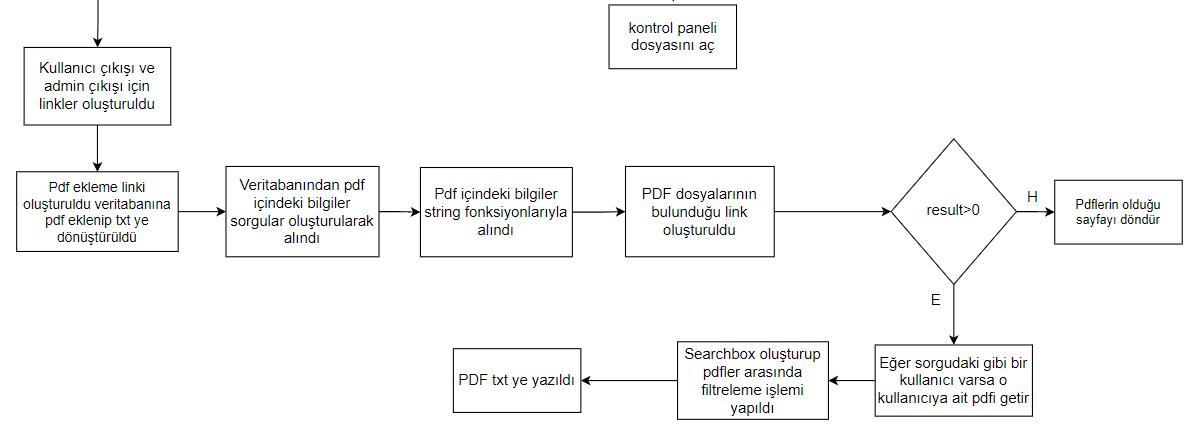 kontrol paneli
dosyasını aç
Kullanıcı çıkışı ve
admin çıkışı için
linkler oluşturuldu
Pdf ekleme linki
oluşturuldu veritabanına
pdf eklenip txt ye
dönüştürüldü
Veritabanından pdf
içindeki bilgiler
sorgular oluştururularak
alındı
Pdf içindeki bilgiler
string fonksiyonlarıyla
alındı
PDF dosyalarının
bulunduğu link
oluşturuldu
result>0
H
Pdflerin olduğu
sayfayı döndür
E
Eğer sorgudaki gibi bir
kullanıcı varsa o
kullanıcıya ait pdfi getir
Searchbox oluşturup
pdfler arasında
filtreleme işlemi
yapıldı
PDF txt ye yazıldı